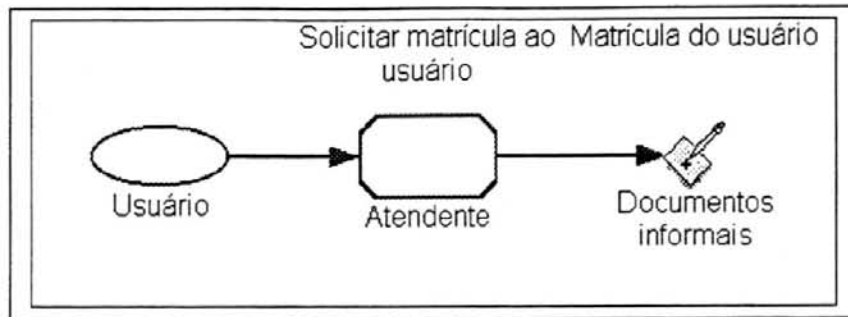 Solicitar matrícula ao
usuário
Matrícula do usuário
Usuário
Atendente
Documentos
informais